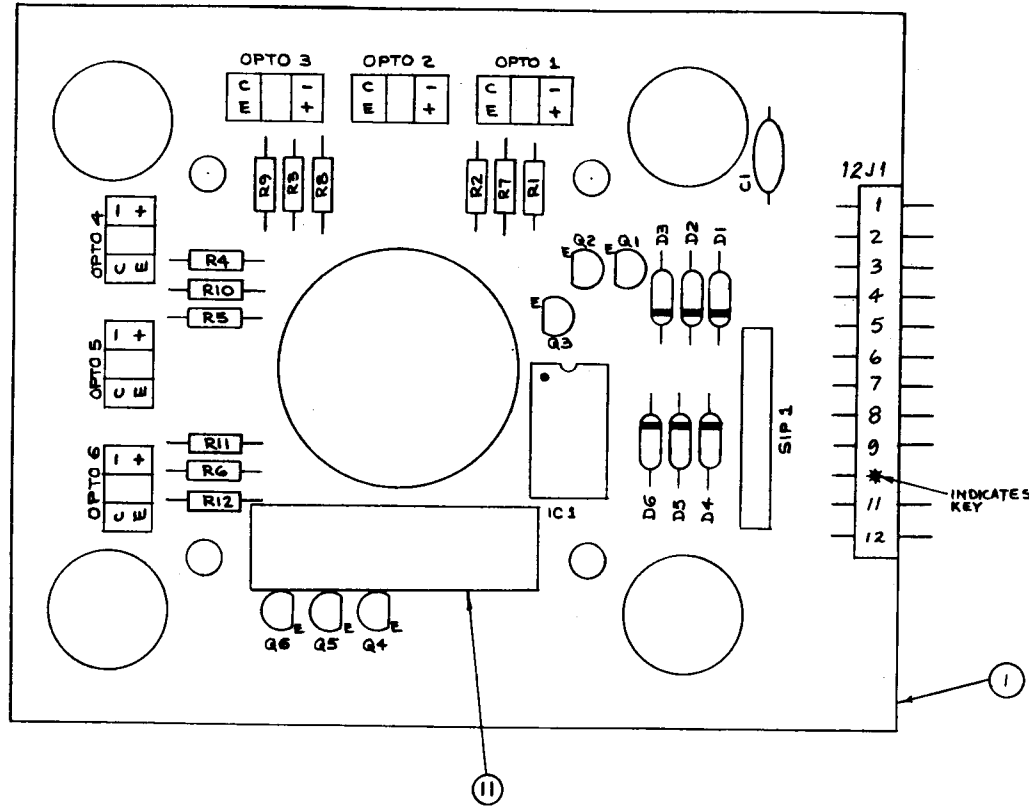 OPTO 3
OPTO 2
OPTO 1
C -
E +
C -
E +
C -
E +
R9
R3
R8
R2
R7
R1
C1
12J1
1
2
3
4
5
6
7
8
9
*
11
12
INDICATES
KEY
OPTO 4
- +
C E
R4
R10
R5
OPTO 5
- +
C E
R11
R6
R12
OPTO 6
- +
C E
E
Q2
E
Q1
E
Q3
D3
D2
D1
D6
D5
D4
SIP 1
IC1
E
E
E
Q6
Q5
Q4
1
11